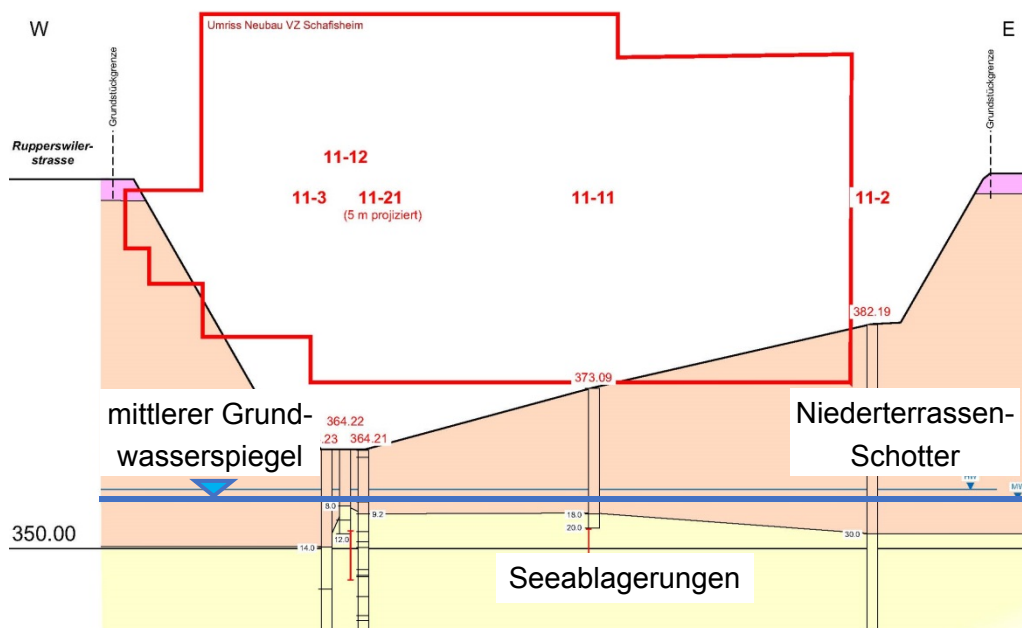 W
Umriss Neubau VZ Schafisheim
E
Grundstückgrenze
Grundstückgrenze
Rupperswiler-
strasse
11-12
11-3
11-21
11-11
11-2
(5 m projiziert)
382.19
373.09
mittlerer Grund-
wasserspiegel
364.22
.23
364.21
Niederterrassen-
Schotter
HW
MW
8.0
9.2
18.0
20.0
12.0
30.0
350.00
14.0
Seeablagerungen